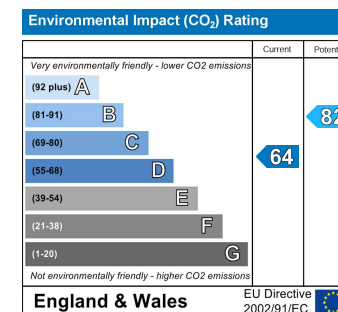 Environmental Impact (CO₂) Rating
Current Potent
Very environmentally friendly - lower CO2 emissions
(92 plus) A
(81-91) B
82
(69-80) C
(55-68) D
64
(39-54) E
(21-38) F
(1-20) G
Not environmentally friendly - higher CO2 emissions
England & Wales
EU Directive
2002/91/EC